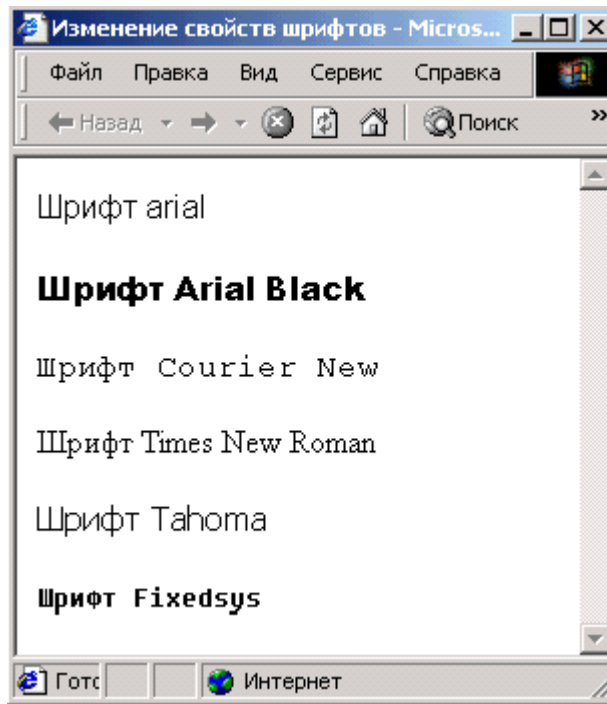 Изменение свойств шрифтов - Micros...
Файл Правка Вид Сервис Справка
Назад Поиск »
Шрифт arial
Шрифт Arial Black
Шрифт Courier New
Шрифт Times New Roman
Шрифт Tahoma
Шрифт Fixedsys
Гото Интернет